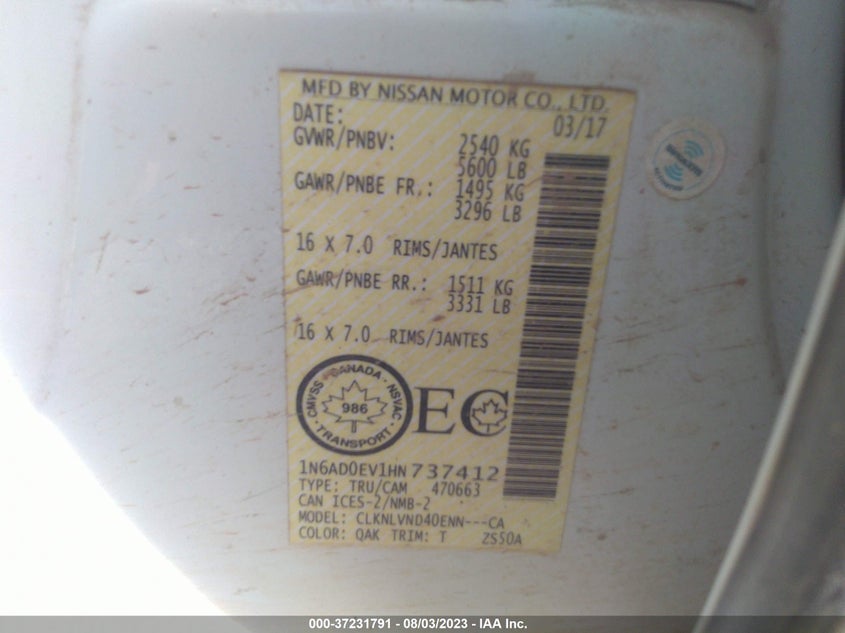 MFD BY NISSAN MOTOR CO., LTD.
DATE: 03/17
GVWR/PNBV: 2540 KG
5600 LB
GAWR/PNBE FR.: 1495 KG
3296 LB
16 X 7.0 RIMS/JANTES
GAWR/PNBE RR.: 1511 KG
3331 LB
16 X 7.0 RIMS/JANTES
CANADA
CMVSS 986 NSVAC
TRANSPORT
EC
1N6AD0EV1HN737412
TYPE: TRU/CAM 470663
CAN ICES-2/NMB-2
MODEL: CLKNLVND40ENN---CA
COLOR: QAK TRIM: T ZS50A
000-37231791 - 08/03/2023 - IAA Inc.